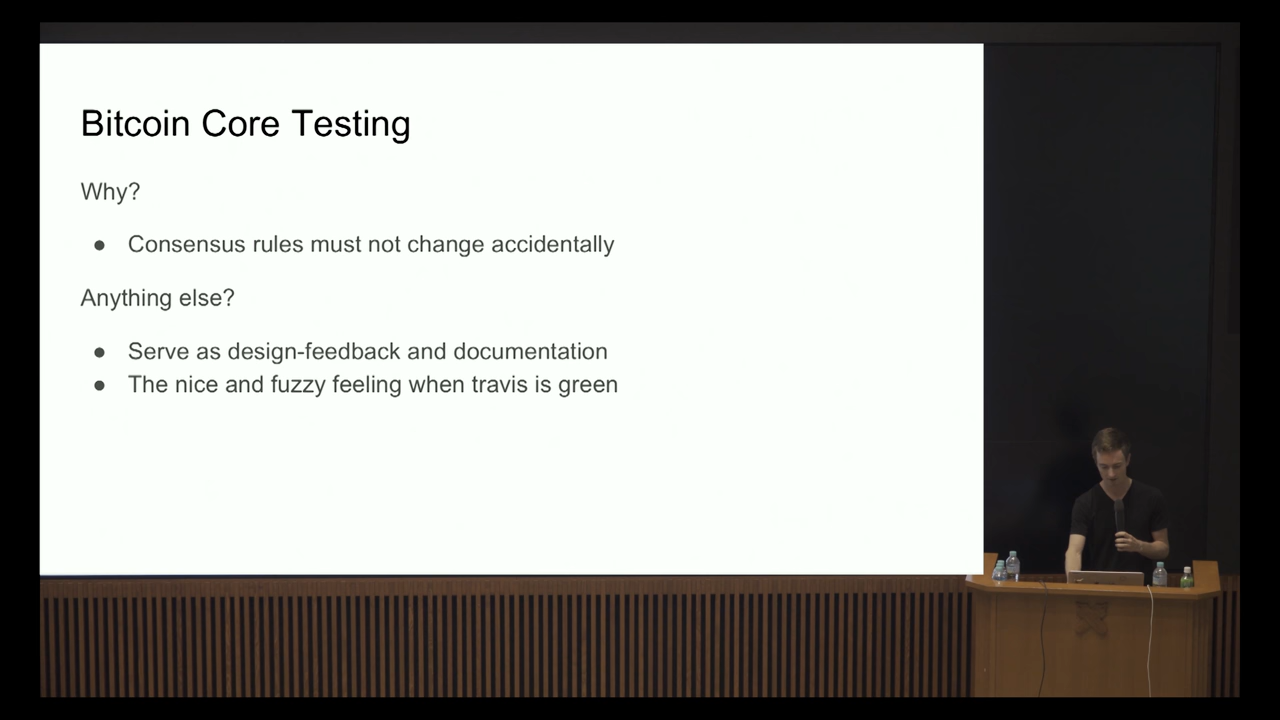 Bitcoin Core Testing
Why?
● Consensus rules must not change accidentally
Anything else?
● Serve as design-feedback and documentation
● The nice and fuzzy feeling when travis is green